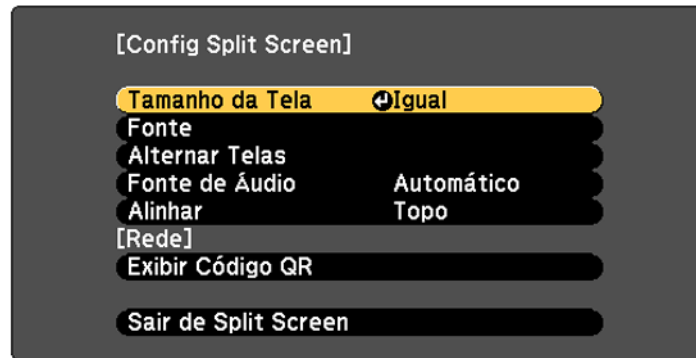 [Config Split Screen]
Tamanho da Tela Igual
Fonte
Alternar Telas
Fonte de Áudio Automático
Alinhar Topo
[Rede]
Exibir Código QR
Sair de Split Screen